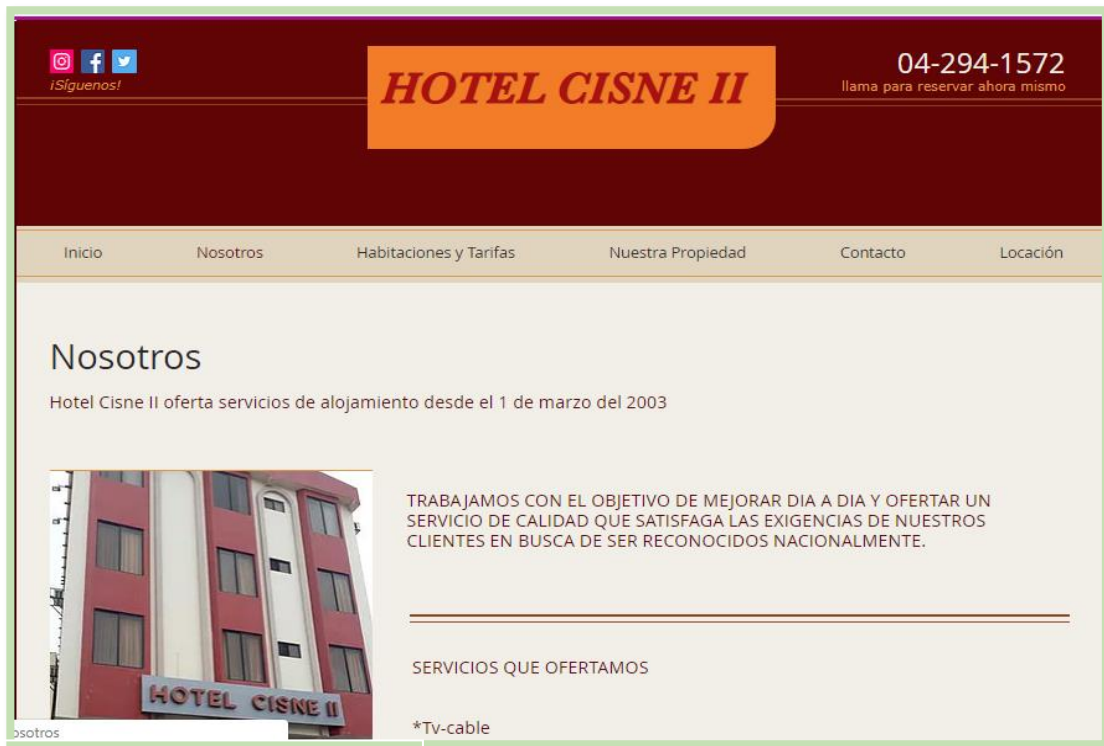 ¡Síguenos!
HOTEL CISNE II
04-294-1572
llama para reservar ahora mismo
Inicio Nosotros Habitaciones y Tarifas Nuestra Propiedad Contacto Locación
Nosotros
Hotel Cisne II oferta servicios de alojamiento desde el 1 de marzo del 2003
TRABAJAMOS CON EL OBJETIVO DE MEJORAR DIA A DIA Y OFERTAR UN
SERVICIO DE CALIDAD QUE SATISFAGA LAS EXIGENCIAS DE NUESTROS
CLIENTES EN BUSCA DE SER RECONOCIDOS NACIONALMENTE.
SERVICIOS QUE OFERTAMOS
HOTEL CISNE II
*Tv-cable
osotros